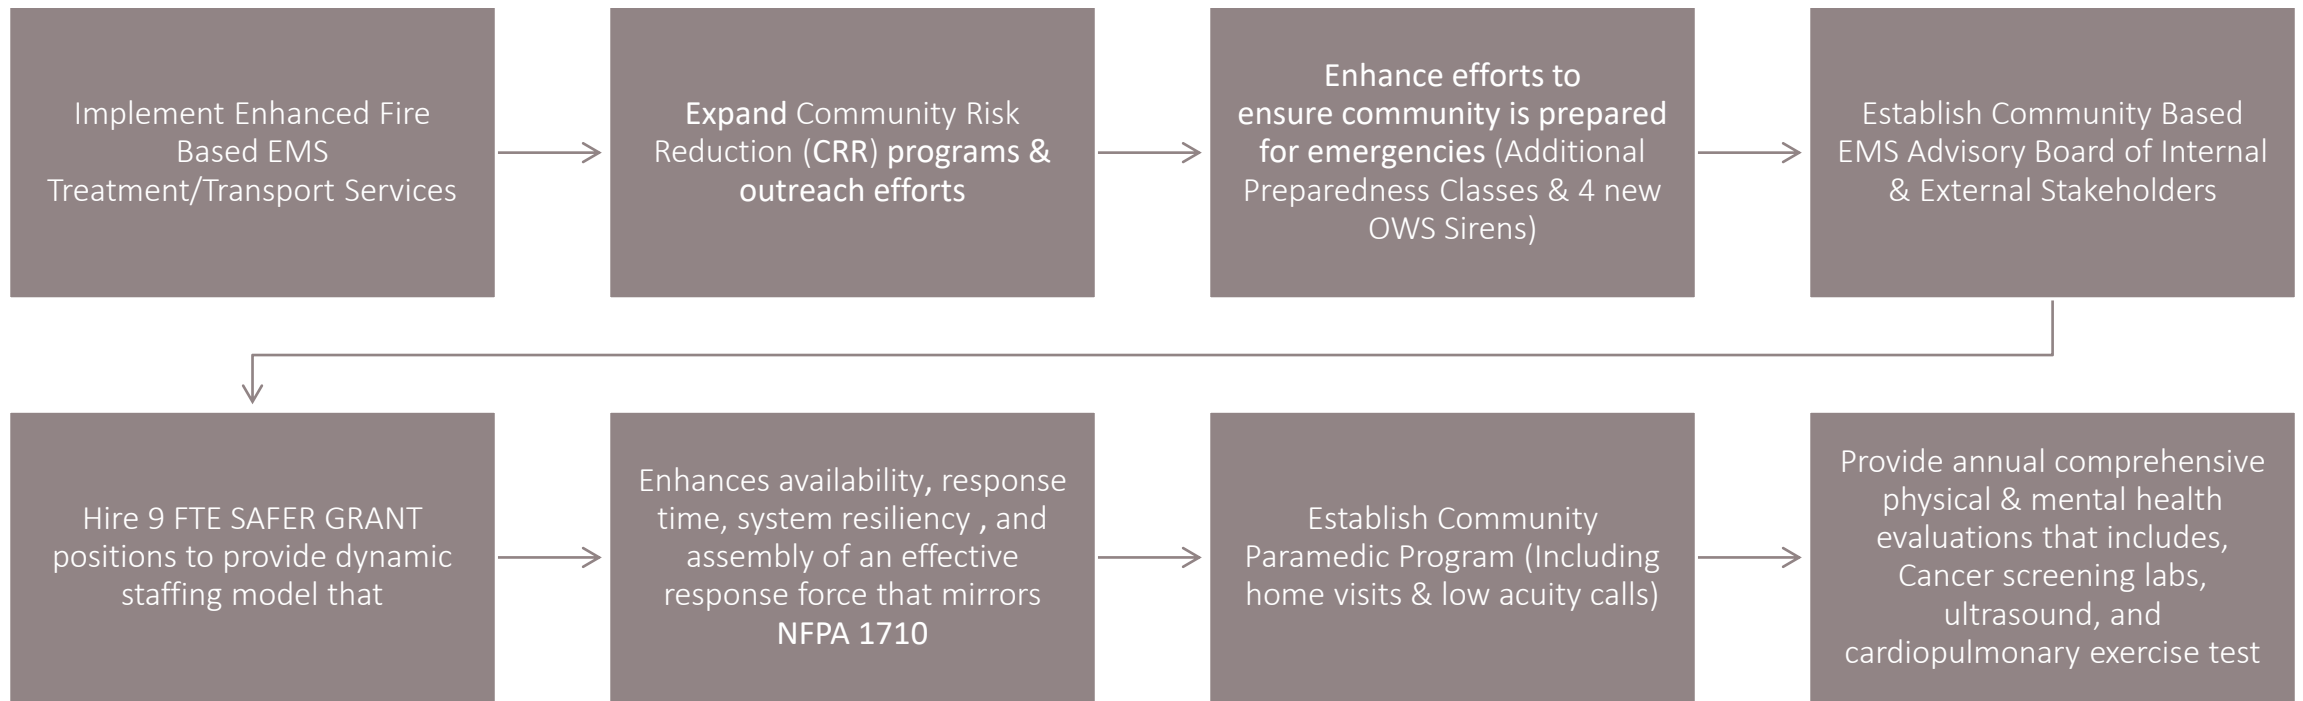 Implement Enhanced Fire
Based EMS
Treatment/Transport Services
Expand Community Risk
Reduction (CRR) programs &
outreach efforts
Enhance efforts to
ensure community is prepared
for emergencies (Additional
Preparedness Classes & 4 new
OWS Sirens)
Establish Community Based
EMS Advisory Board of Internal
& External Stakeholders
Hire 9 FTE SAFER GRANT
positions to provide dynamic
staffing model that
Enhances availability, response
time, system resiliency , and
assembly of an effective
response force that mirrors
NFPA 1710
Establish Community
Paramedic Program (Including
home visits & low acuity calls)
Provide annual comprehensive
physical & mental health
evaluations that includes,
Cancer screening labs,
ultrasound, and
cardiopulmonary exercise test